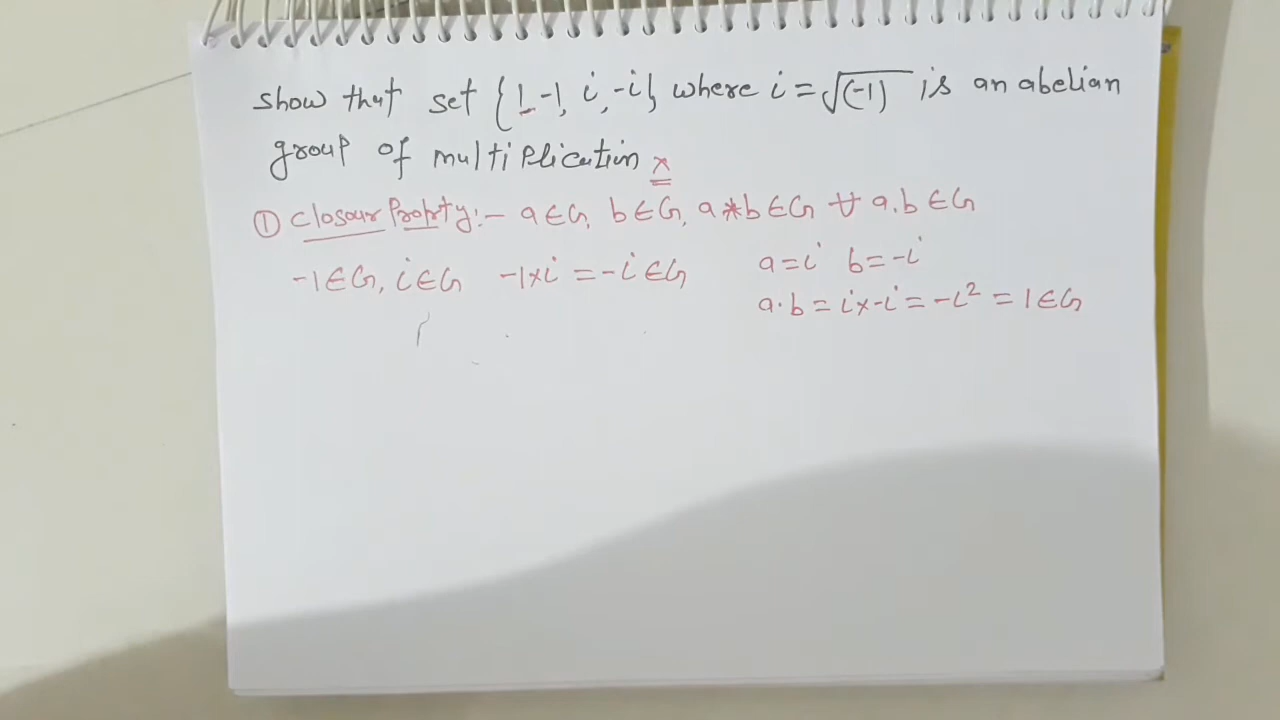 show that set {1, -1, i, -i} where i = √(-1) is an abelian
group of multiplication ×
① Closour Proprty:- a∈G, b∈G, a*b∈G ∀ a.b∈G
-1∈G, i∈G -1×i = -i∈G
a=i b=-i
a.b = i×-i = -i² = 1∈G